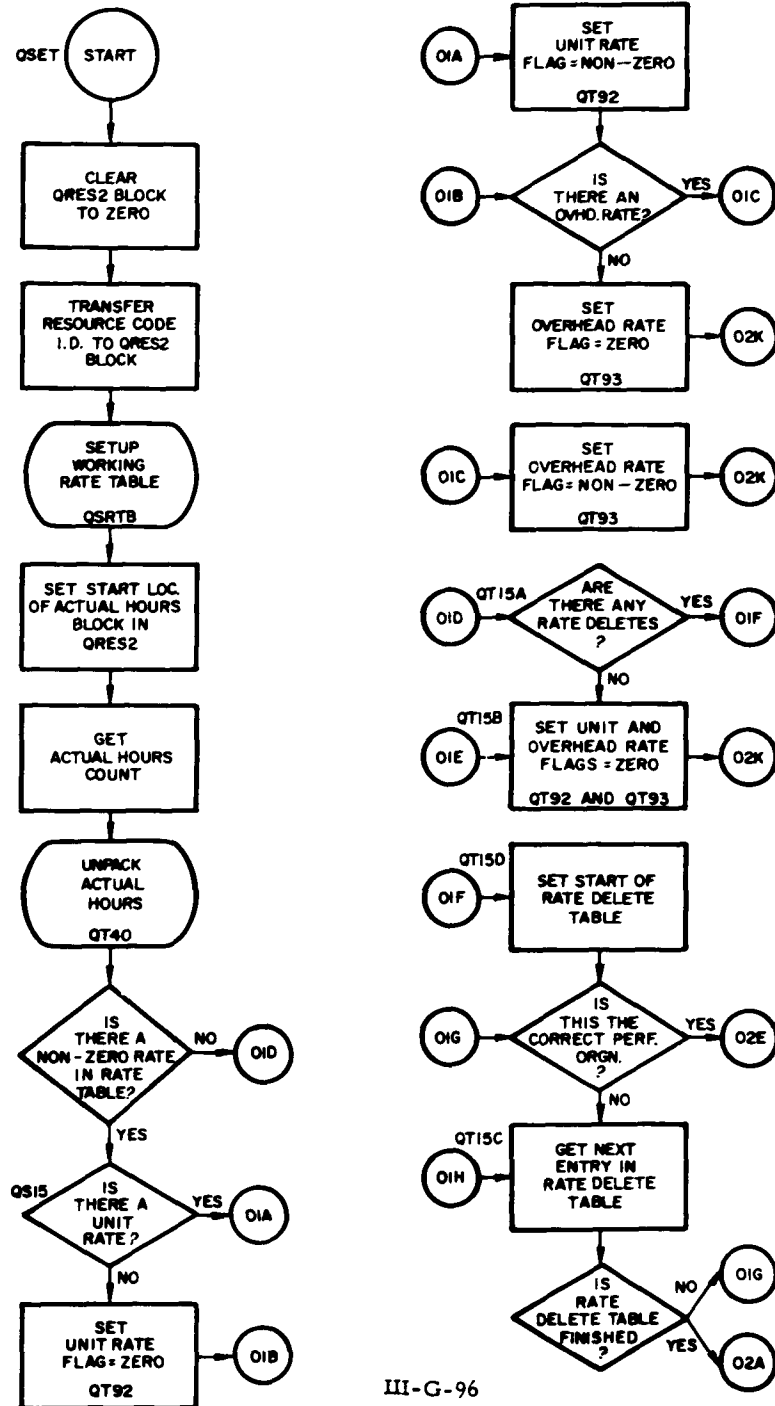 QSET
START
CLEAR
QRES2 BLOCK
TO ZERO
TRANSFER
RESOURCE CODE
I.D. TO QRES2
BLOCK
SETUP
WORKING
RATE TABLE
QSRTB
SET START LOC.
OF ACTUAL HOURS
BLOCK IN
QRES2
GET
ACTUAL HOURS
COUNT
UNPACK
ACTUAL
HOURS
QT40
IS
THERE A
NON-ZERO RATE
IN RATE
TABLE?
NO
01D
YES
QS15
IS
THERE A
UNIT
RATE?
YES
01A
NO
SET
UNIT RATE
FLAG=ZERO
QT92
01B
01A
SET
UNIT RATE
FLAG=NON-ZERO
QT92
01B
IS
THERE AN
OVHD. RATE?
YES
01C
NO
SET
OVERHEAD RATE
FLAG=ZERO
QT93
02K
01C
SET
OVERHEAD RATE
FLAG=NON-ZERO
QT93
02K
01D
QT15A
ARE
THERE ANY
RATE DELETES
?
YES
01F
NO
QT15B
01E
SET UNIT AND
OVERHEAD RATE
FLAGS=ZERO
QT92 AND QT93
02K
QT15D
01F
SET START OF
RATE DELETE
TABLE
01G
IS
THIS THE
CORRECT PERF.
ORGN.
?
YES
02E
NO
QT15C
01H
GET NEXT
ENTRY IN
RATE DELETE
TABLE
IS
RATE
DELETE TABLE
FINISHED
?
NO
01G
YES
02A
III-G-96